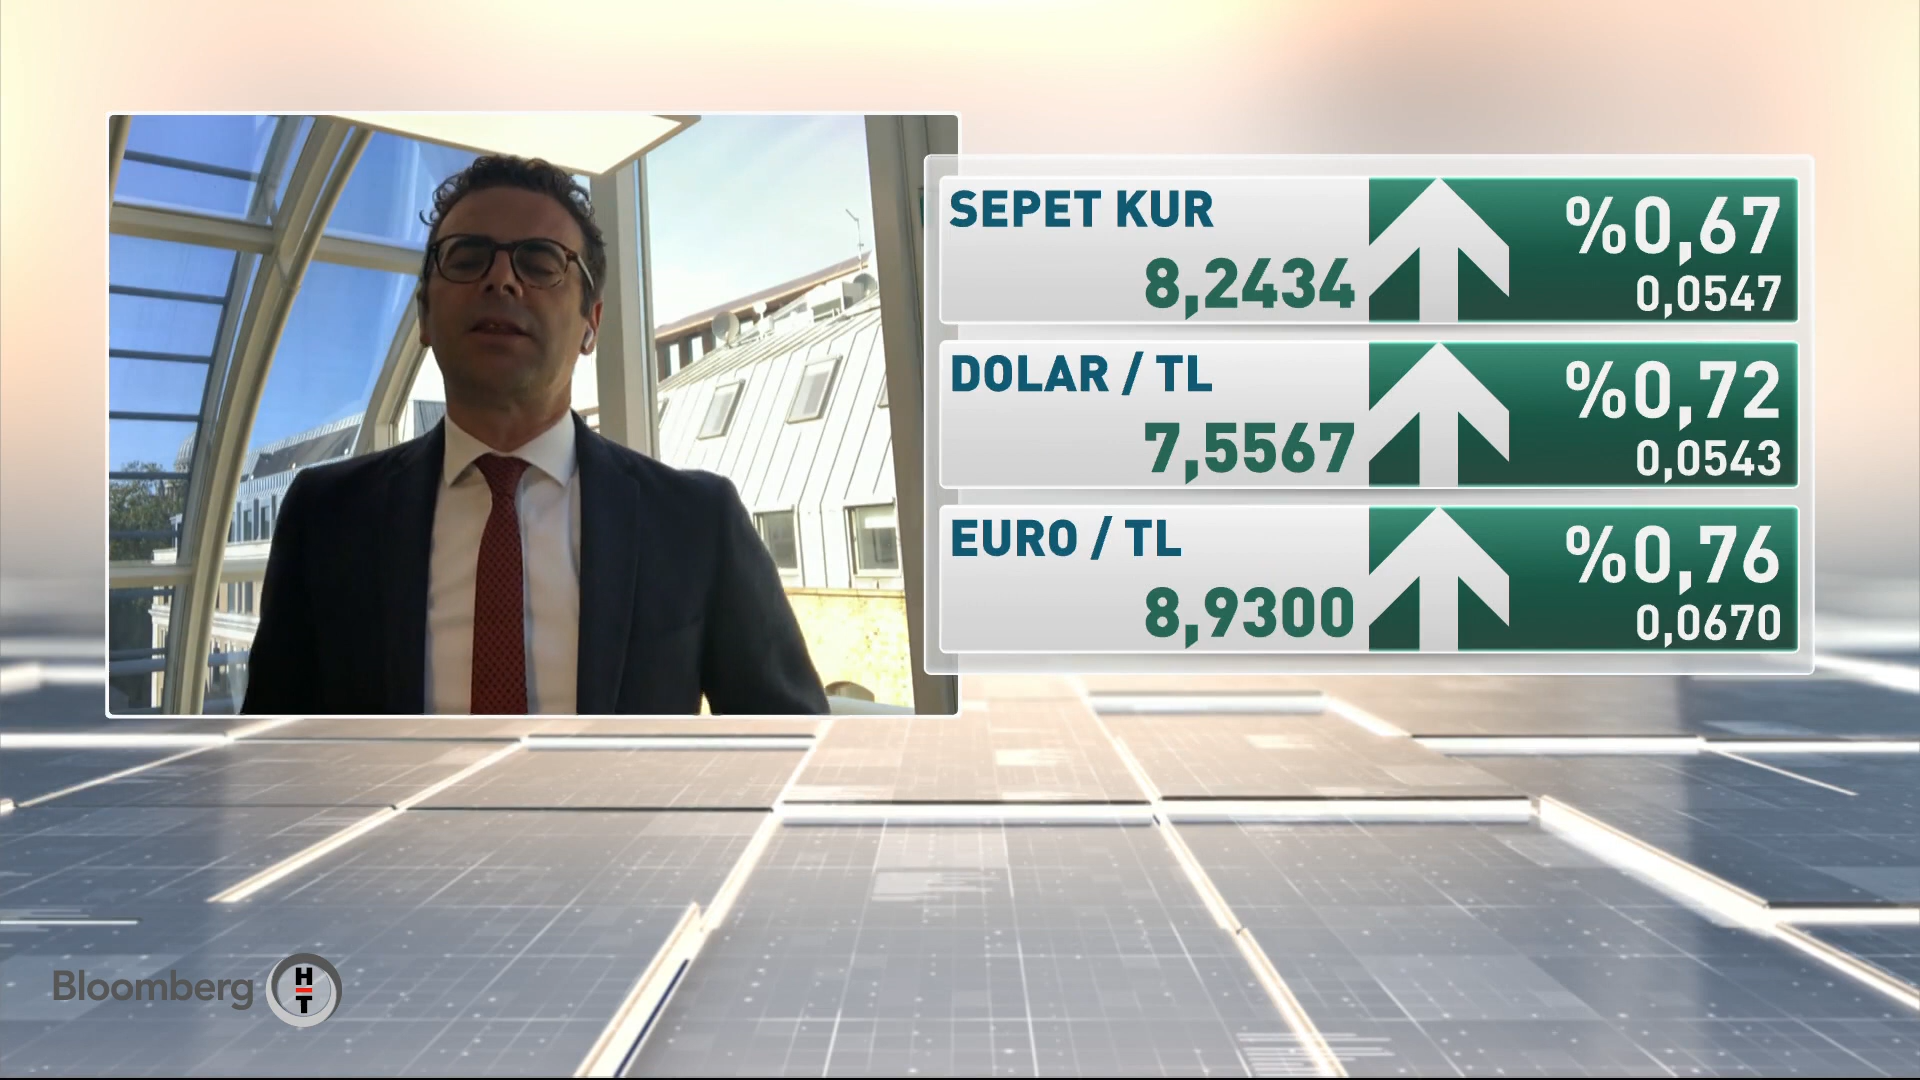 SEPET KUR
8,2434
%0,67
0,0547
DOLAR / TL
7,5567
%0,72
0,0543
EURO / TL
8,9300
%0,76
0,0670
Bloomberg HT